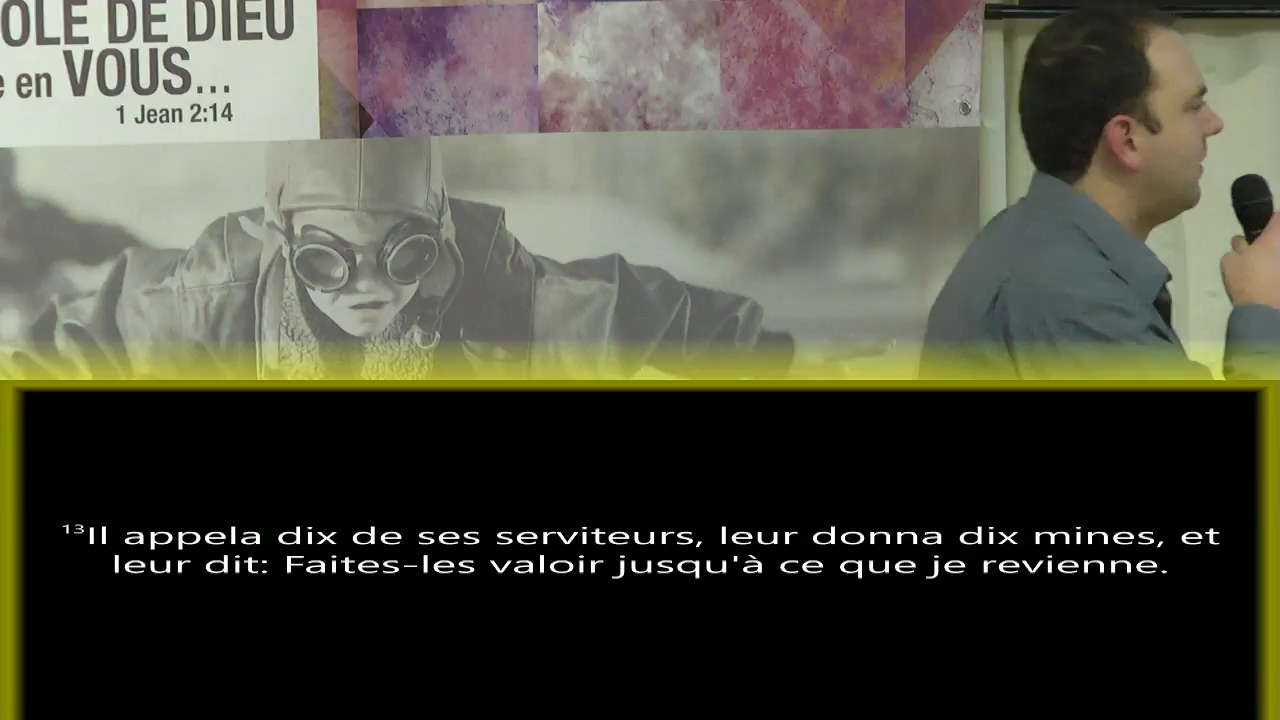 OLE DE DIEU
e en VOUS...
1 Jean 2:14
¹³Il appela dix de ses serviteurs, leur donna dix mines, et
leur dit: Faites-les valoir jusqu'à ce que je revienne.